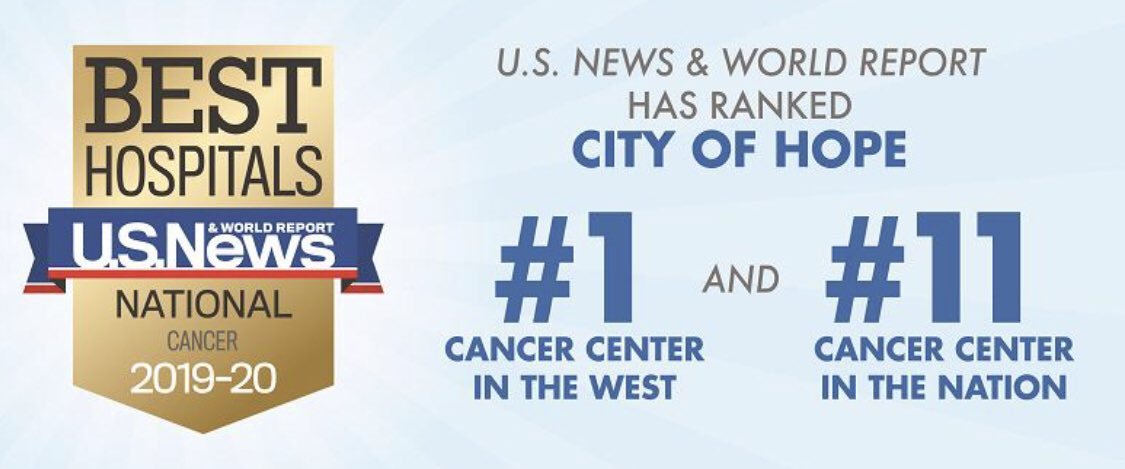 BEST
HOSPITALS
U.S.News & WORLD REPORT
NATIONAL
CANCER
2019-20
U.S. NEWS & WORLD REPORT
HAS RANKED
CITY OF HOPE
#1
CANCER CENTER
IN THE WEST
AND
#11
CANCER CENTER
IN THE NATION